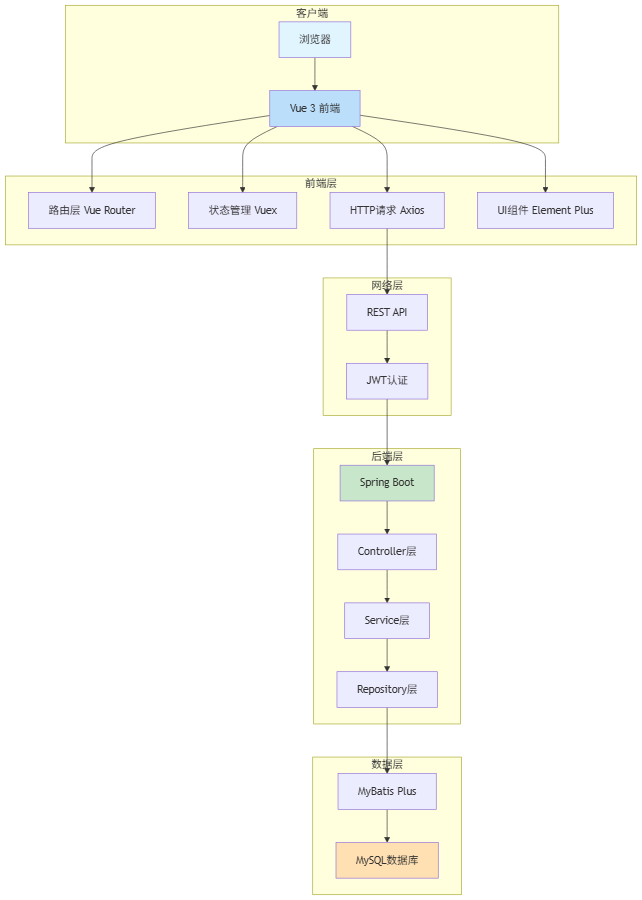 客户端
浏览器
Vue 3 前端
前端层
路由层 Vue Router
状态管理 Vuex
HTTP请求 Axios
UI组件 Element Plus
网络层
REST API
JWT认证
后端层
Spring Boot
Controller层
Service层
Repository层
数据层
MyBatis Plus
MySQL数据库